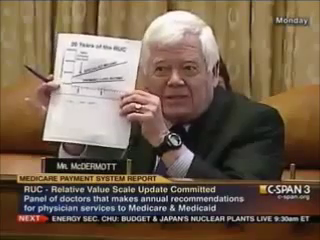 Monday
20 Years of the RUC
MR. McDERMOTT
MEDICARE PAYMENT SYSTEM REPORT
RUC - Relative Value Scale Update Committed
Panel of doctors that makes annual recommendations
for physician services to Medicare & Medicaid
C-SPAN 3
c-span.org
NEXT ENERGY SEC. CHU: BUDGET & JAPAN'S NUCLEAR PLANTS LIVE 9:30am ET